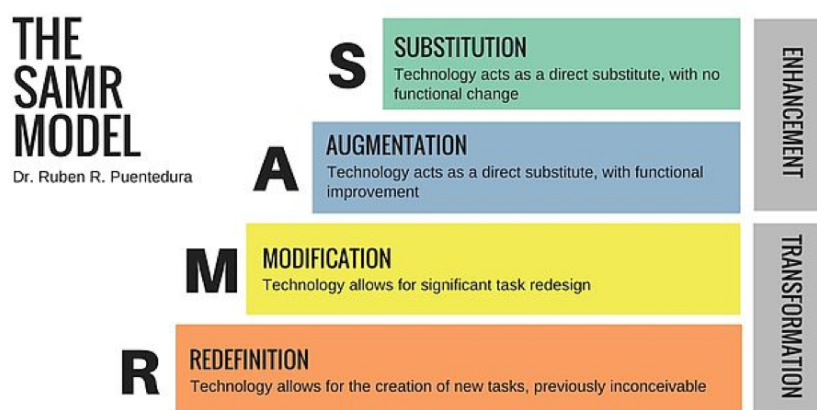 THE
SAMR
MODEL
Dr. Ruben R. Puentedura
S
SUBSTITUTION
Technology acts as a direct substitute, with no
functional change
A
AUGMENTATION
Technology acts as a direct substitute, with functional
improvement
ENHANCEMENT
M
MODIFICATION
Technology allows for significant task redesign
R
REDEFINITION
Technology allows for the creation of new tasks, previously inconceivable
TRANSFORMATION